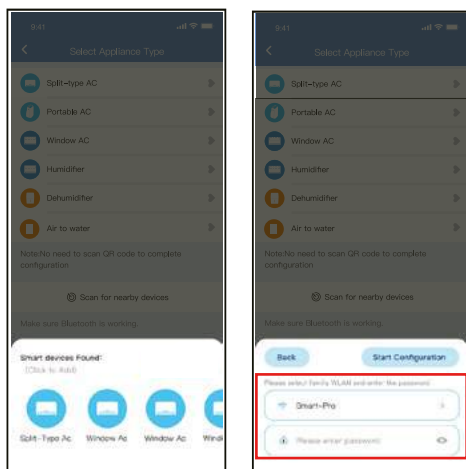 9:41
Select Appliance Type
Split-type AC
Portable AC
Window AC
Humidifier
Dehumidifier
Air to water
Note:No need to scan QR code to complete
configuration
Scan for nearby devices
Make sure Bluetooth is working
Smart devices Found:
(Click to Add)
Split-Type Ac
Window Ac
Window Ac
Wind
9:41
Select Appliance Type
Split-type AC
Portable AC
Window AC
Humidifier
Dehumidifier
Air to water
Note:No need to scan QR code to complete
configuration
Scan for nearby devices
Make sure Bluetooth is working
Back
Start Configuration
Please select family WLAN and enter the password
Smart-Pro
Please enter password